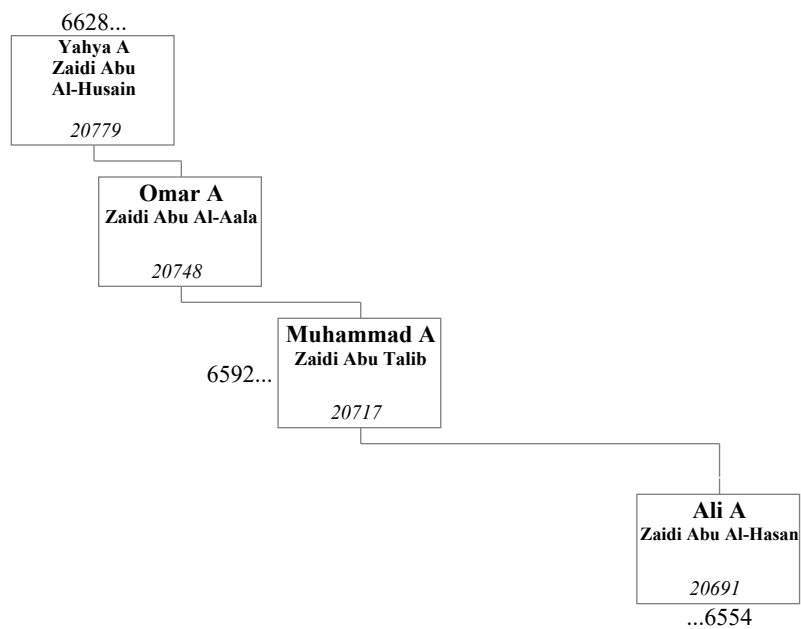 6628...
Yahya A
Zaidi Abu
Al-Husain
20779
Omar A
Zaidi Abu Al-Aala
20748
Muhammad A
Zaidi Abu Talib
6592...
20717
Ali A
Zaidi Abu Al-Hasan
20691
...6554